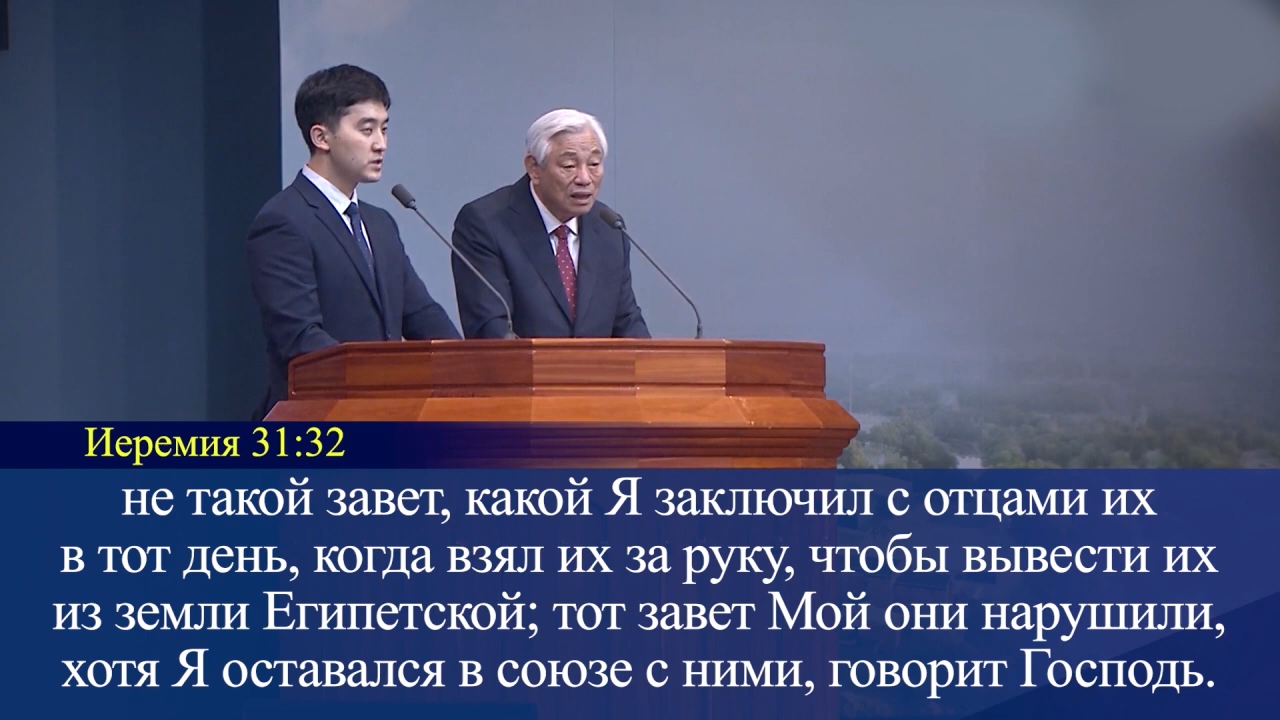 Иеремия 31:32
не такой завет, какой Я заключил с отцами их
в тот день, когда взял их за руку, чтобы вывести их
из земли Египетской; тот завет Мой они нарушили,
хотя Я оставался в союзе с ними, говорит Господь.